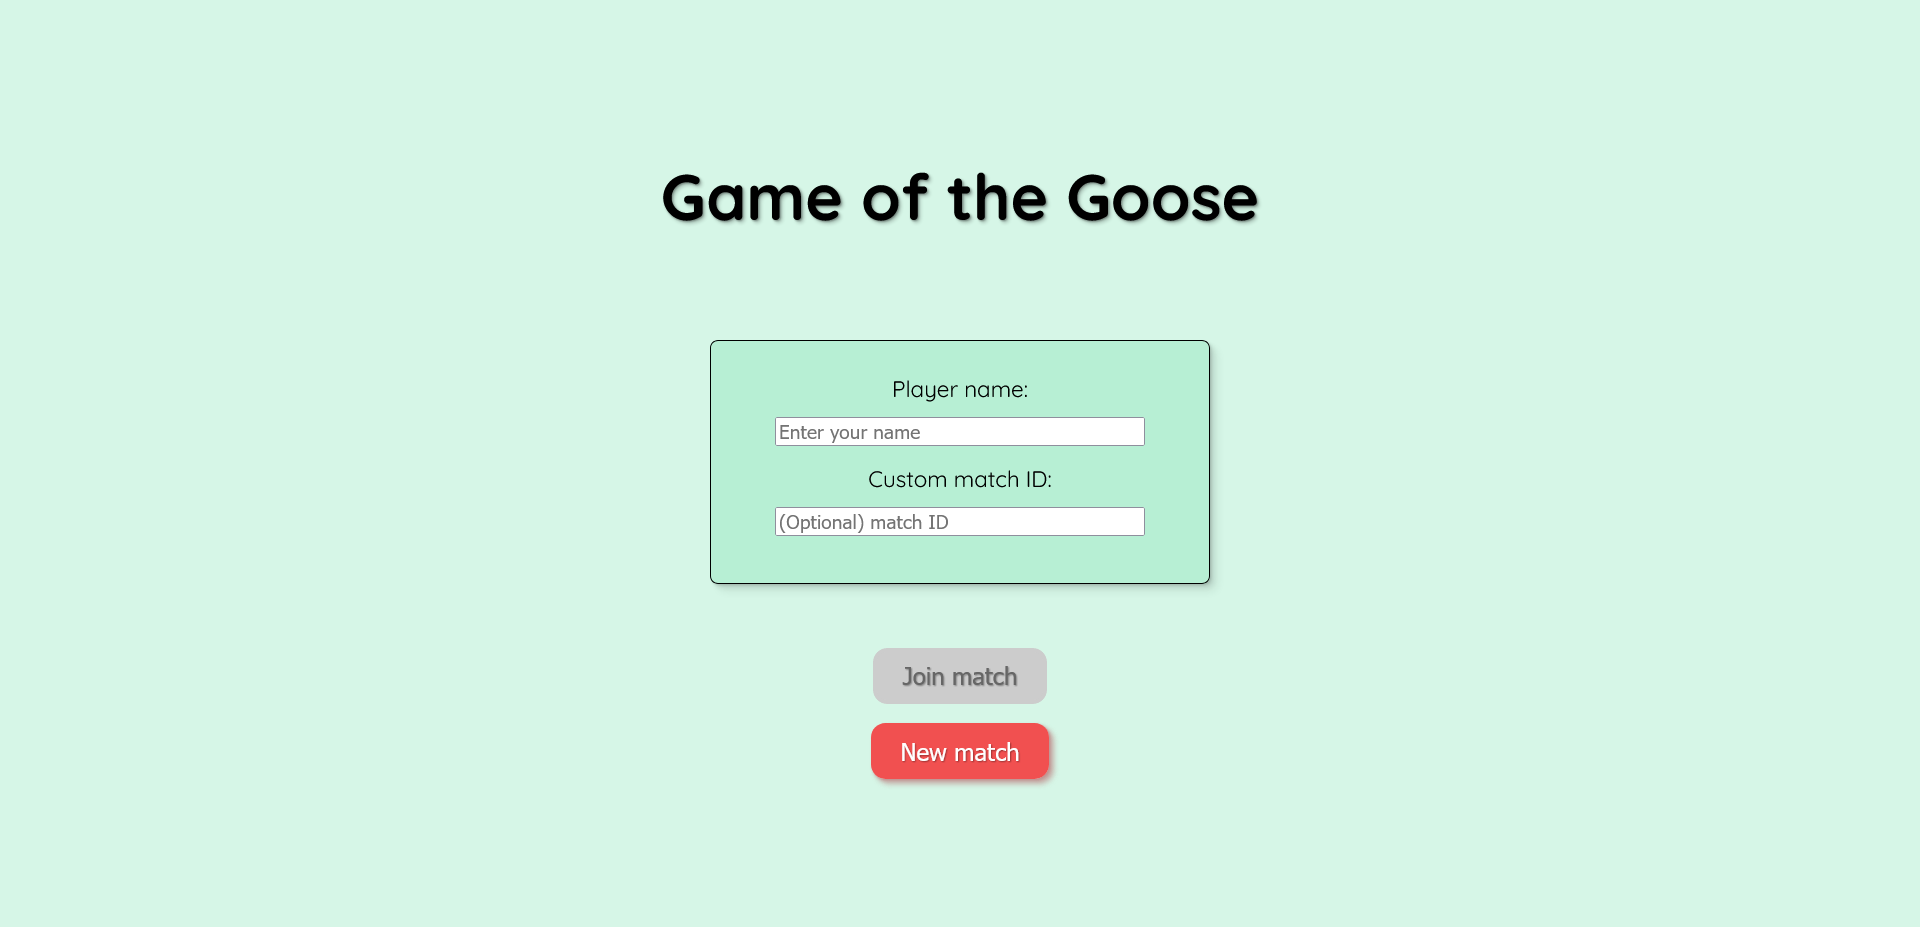 Game of the Goose
Player name:
Enter your name
Custom match ID:
(Optional) match ID
Join match
New match